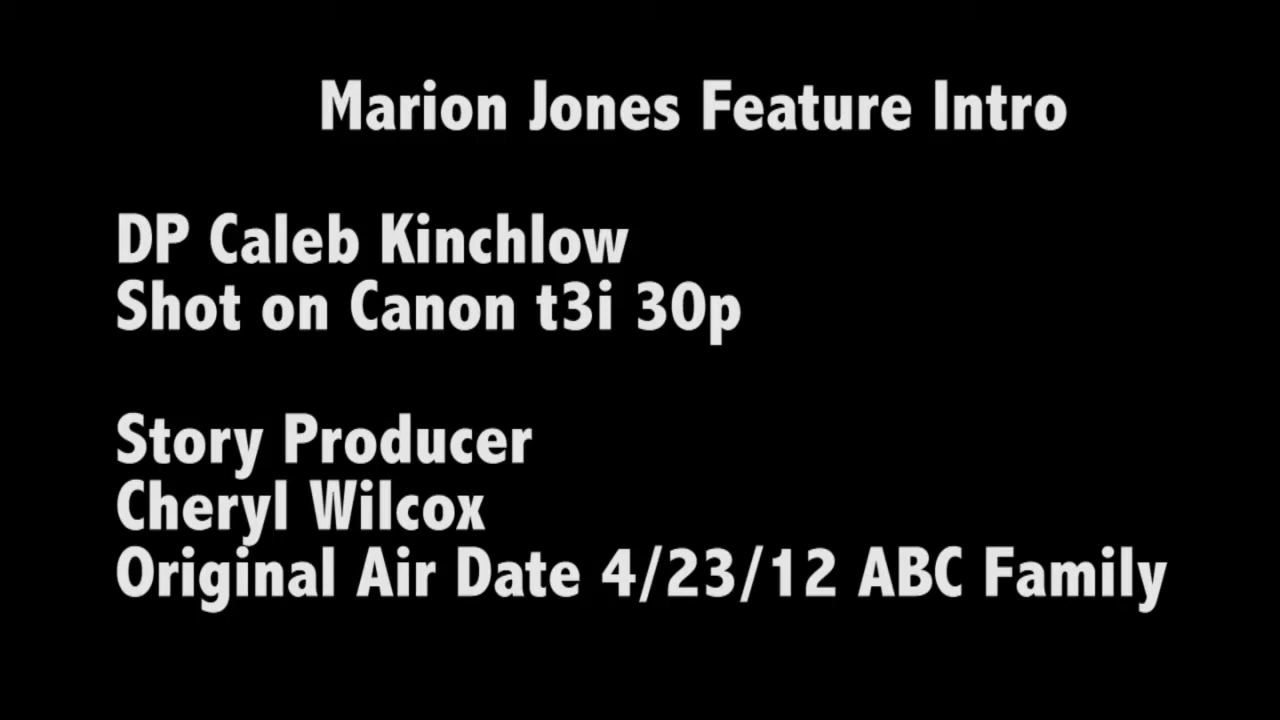 Marion Jones Feature Intro
DP Caleb Kinchlow
Shot on Canon t3i 30p
Story Producer
Cheryl Wilcox
Original Air Date 4/23/12 ABC Family